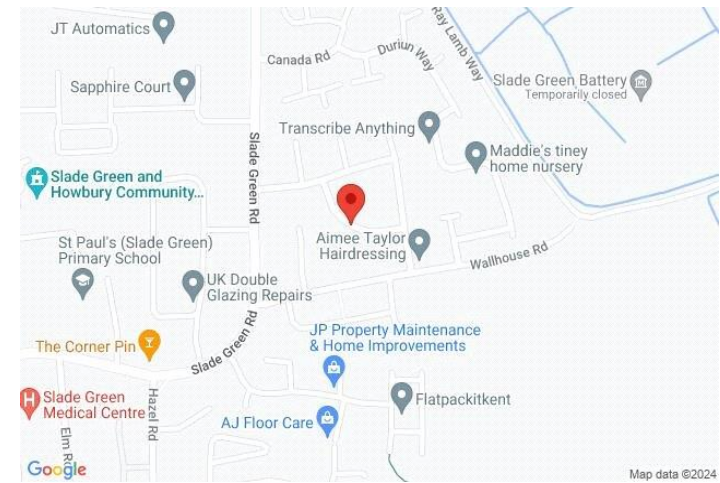 JT Automatics
Canada Rd
Duriun Way
Ray Lamb Way
Sapphire Court
Slade Green Battery
Temporarily closed
Transcribe Anything
Slade Green Rd
Maddie's tiney
home nursery
Slade Green and
Howbury Community...
St Paul's (Slade Green)
Primary School
Aimee Taylor
Hairdressing
Wallhouse Rd
UK Double
Glazing Repairs
The Corner Pin
Slade Green Rd
JP Property Maintenance
& Home Improvements
H
Slade Green
Medical Centre
Hazel Rd
Elm Rd
AJ Floor Care
Flatpackitkent
Google
Map data ©2024